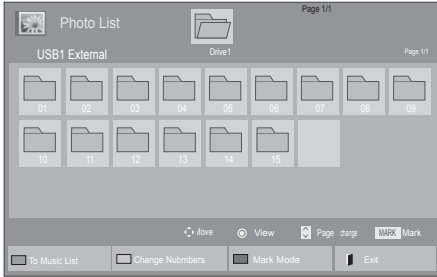 Page 1/1
Photo List
USB1 External
Drive1
Page 1/1
01 02 03 04 05 06 07 08 09
10 11 12 13 14 15
Move View Page change MARK Mark
To Music List Change Nubmbers Mark Mode Exit